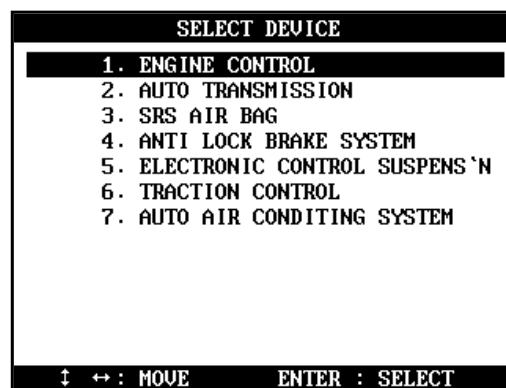 SELECT DEVICE
1. ENGINE CONTROL
2. AUTO TRANSMISSION
3. SRS AIR BAG
4. ANTI LOCK BRAKE SYSTEM
5. ELECTRONIC CONTROL SUSPENS`N
6. TRACTION CONTROL
7. AUTO AIR CONDITING SYSTEM
↕ ↔: MOVE ENTER : SELECT